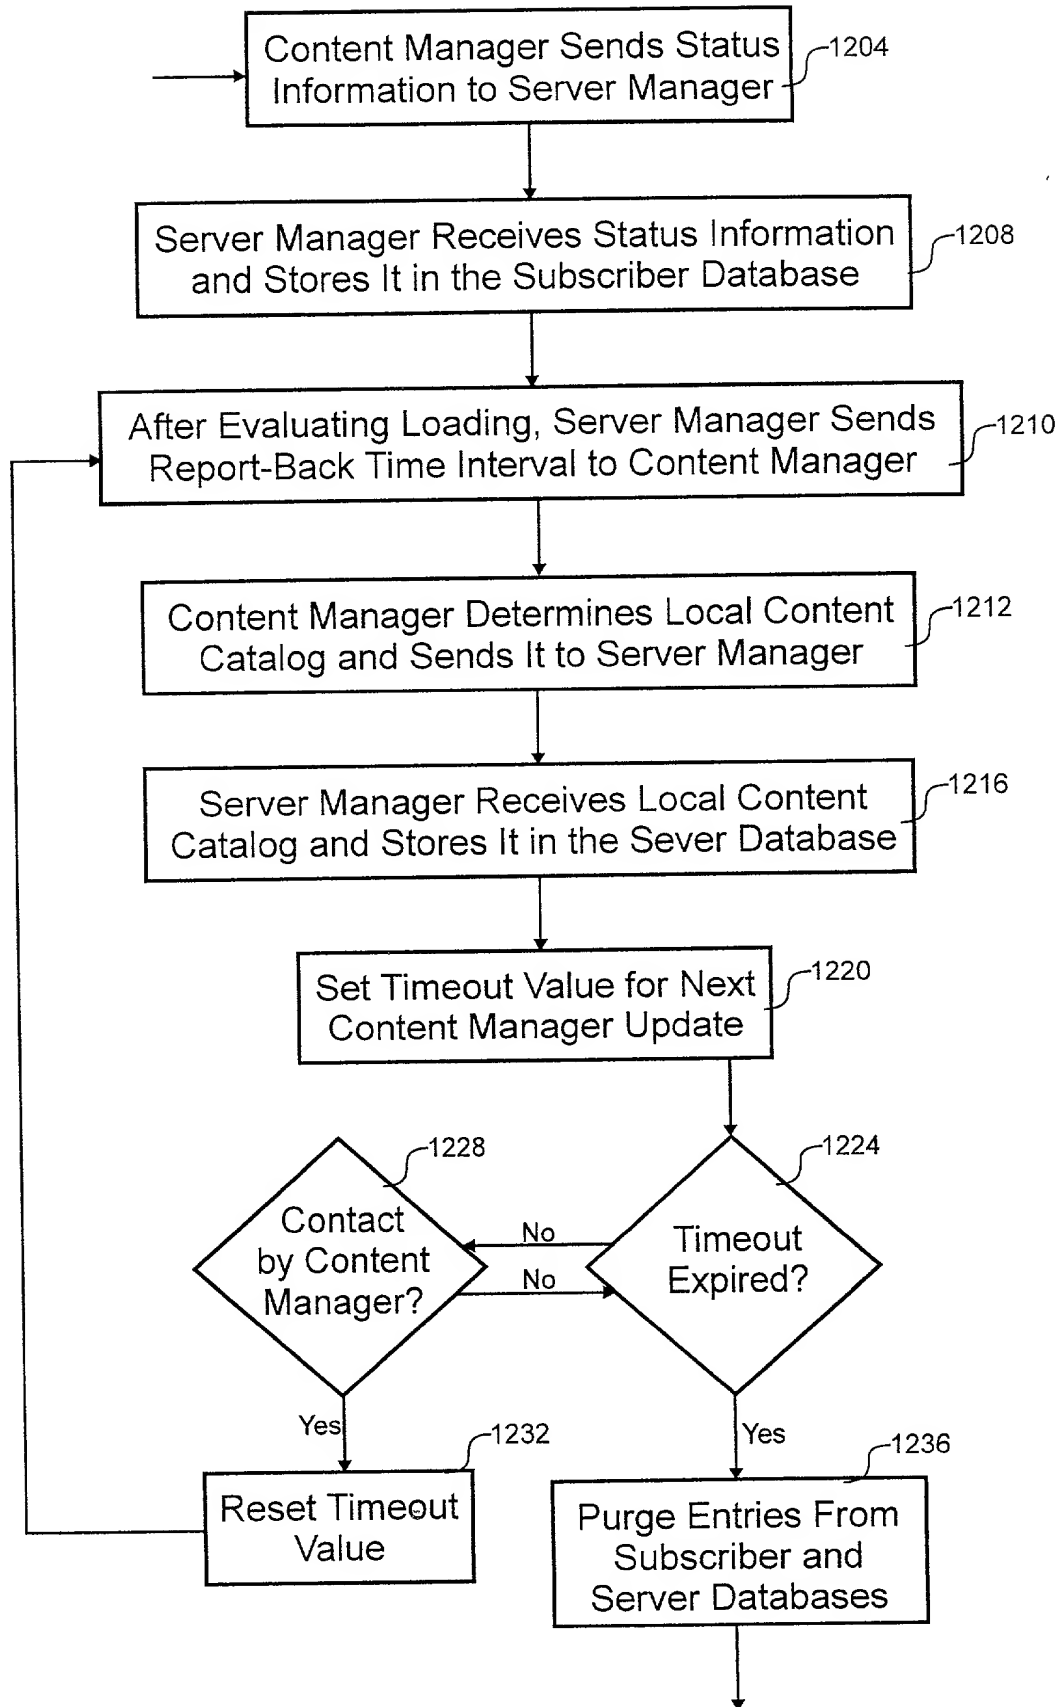 Content Manager Sends Status
Information to Server Manager
1204
Server Manager Receives Status Information
and Stores It in the Subscriber Database
1208
After Evaluating Loading, Server Manager Sends
Report-Back Time Interval to Content Manager
1210
Content Manager Determines Local Content
Catalog and Sends It to Server Manager
1212
Server Manager Receives Local Content
Catalog and Stores It in the Sever Database
1216
Set Timeout Value for Next
Content Manager Update
1220
1228
Contact
by Content
Manager?
No
No
1224
Timeout
Expired?
Yes
1232
Reset Timeout
Value
Yes
1236
Purge Entries From
Subscriber and
Server Databases